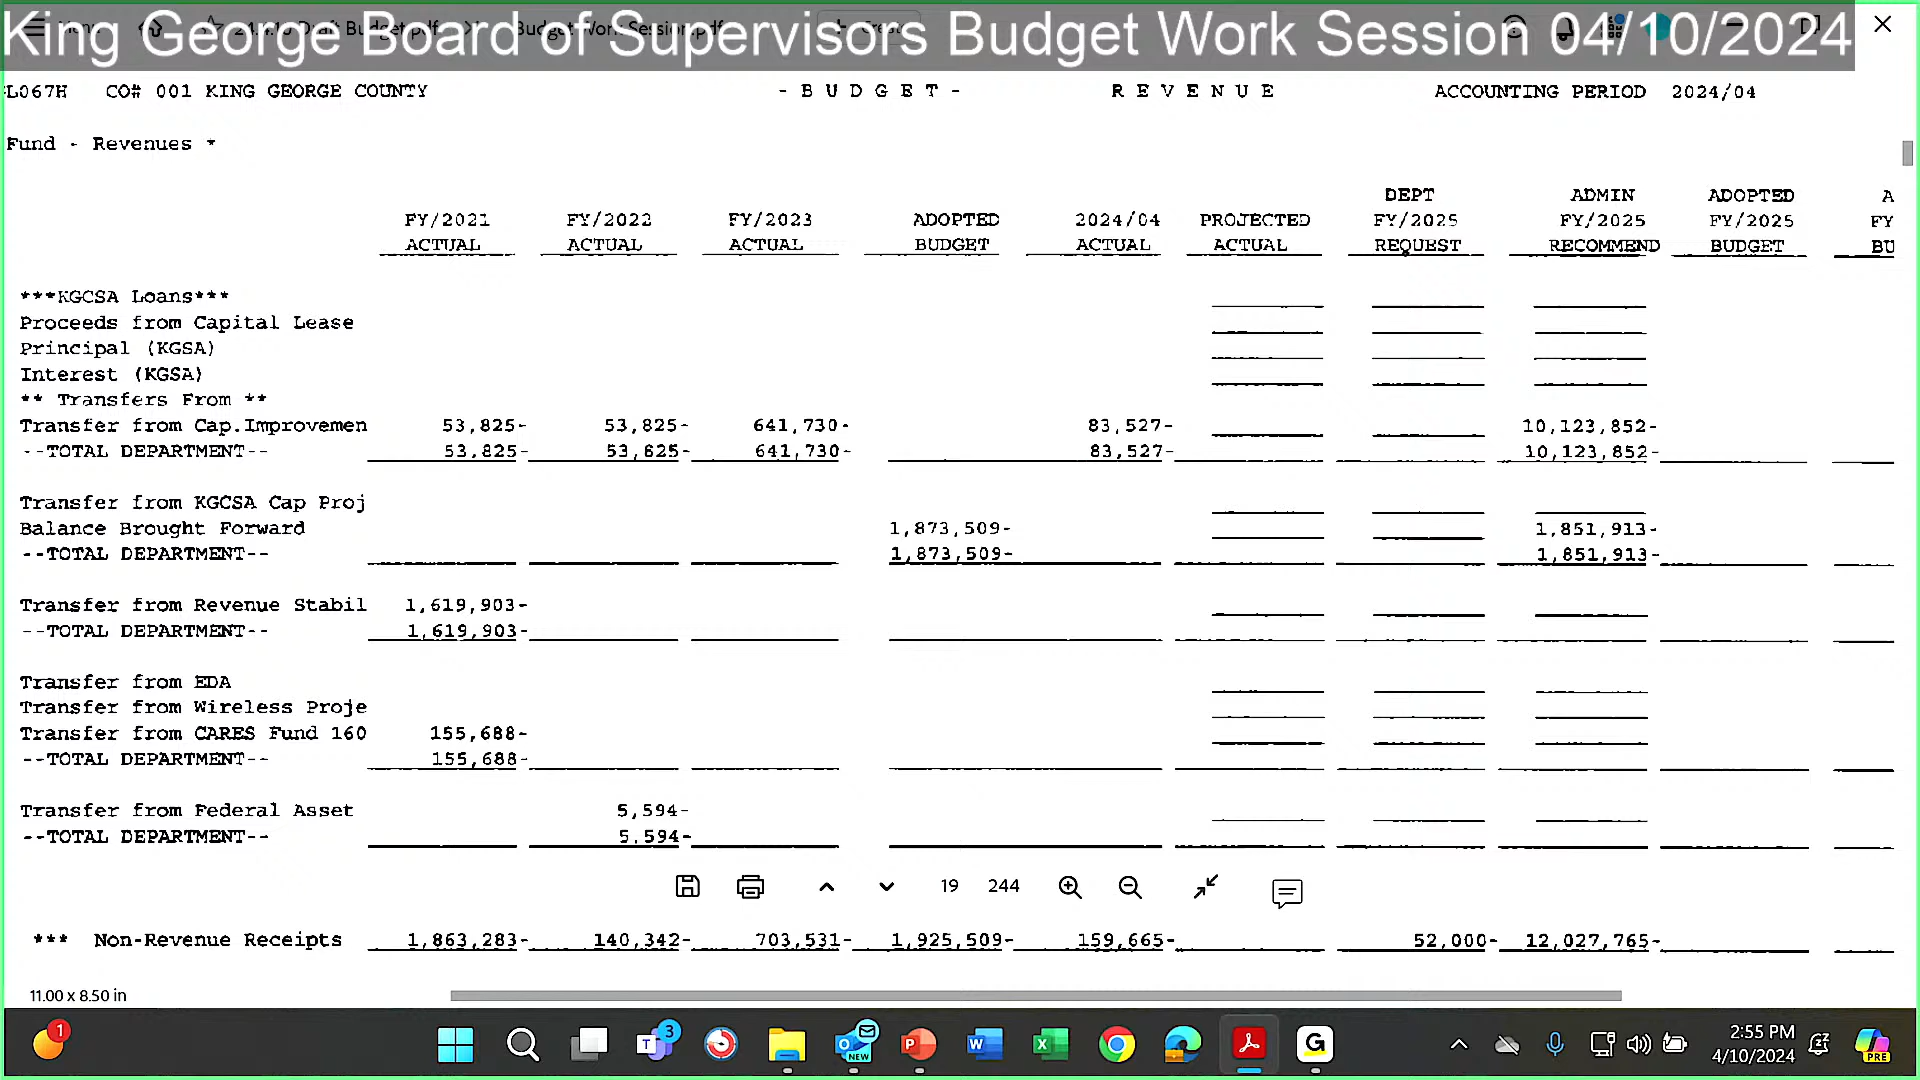 King George Board of Supervisors Budget Work Session 04/10/2024
L067H CO# 001 KING GEORGE COUNTY - B U D G E T - R E V E N U E ACCOUNTING PERIOD 2024/04
Fund - Revenues *
DEPT ADMIN ADOPTED A
FY/2021 FY/2022 FY/2023 ADOPTED 2024/04 PROJECTED FY/2025 FY/2025 FY/2025 FY
ACTUAL ACTUAL ACTUAL BUDGET ACTUAL ACTUAL REQUEST RECOMMEND BUDGET BU
***KGCSA Loans***
Proceeds from Capital Lease
Principal (KGSA)
Interest (KGSA)
** Transfers From **
Transfer from Cap.Improvemen 53,825- 53,825- 641,730- 83,527- 10,123,852-
--TOTAL DEPARTMENT-- 53,825- 53,825- 641,730- 83,527- 10,123,852-
Transfer from KGCSA Cap Proj
Balance Brought Forward 1,873,509- 1,851,913-
--TOTAL DEPARTMENT-- 1,873,509- 1,851,913-
Transfer from Revenue Stabil 1,619,903-
--TOTAL DEPARTMENT-- 1,619,903-
Transfer from EDA
Transfer from Wireless Proje
Transfer from CARES Fund 160 155,688-
--TOTAL DEPARTMENT-- 155,688-
Transfer from Federal Asset 5,594-
--TOTAL DEPARTMENT-- 5,594-
19 244
*** Non-Revenue Receipts 1,863,283- 140,342- 703,531- 1,925,509- 159,665- 52,000- 12,027,765-
11.00 x 8.50 in
1 3 NEW 2:55 PM
4/10/2024 PRE